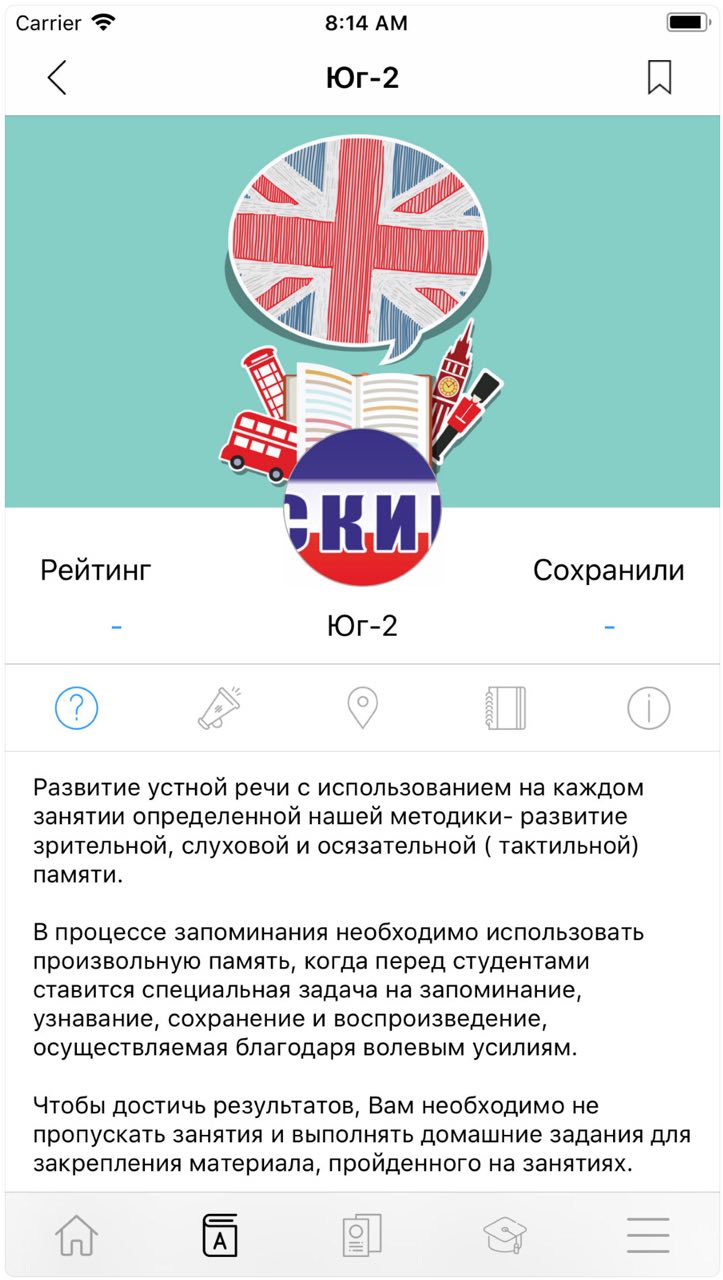 Carrier 8:14 AM
Юг-2
ски
Рейтинг
Сохранили
- Юг-2 -
?
i
Развитие устной речи с использованием на каждом
занятии определенной нашей методики- развитие
зрительной, слуховой и осязательной ( тактильной)
памяти.
В процессе запоминания необходимо использовать
произвольную память, когда перед студентами
ставится специальная задача на запоминание,
узнавание, сохранение и воспроизведение,
осуществляемая благодаря волевым усилиям.
Чтобы достичь результатов, Вам необходимо не
пропускать занятия и выполнять домашние задания для
закрепления материала, пройденного на занятиях.
A